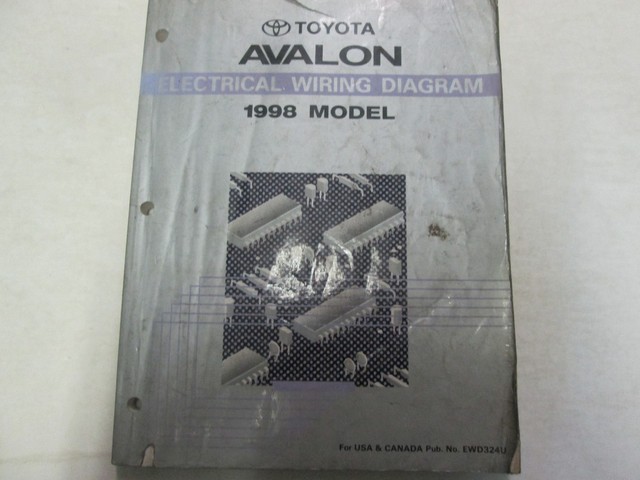 TOYOTA
AVALON
ELECTRICAL WIRING DIAGRAM
1998 MODEL
For USA & CANADA Pub. No. EWD324U